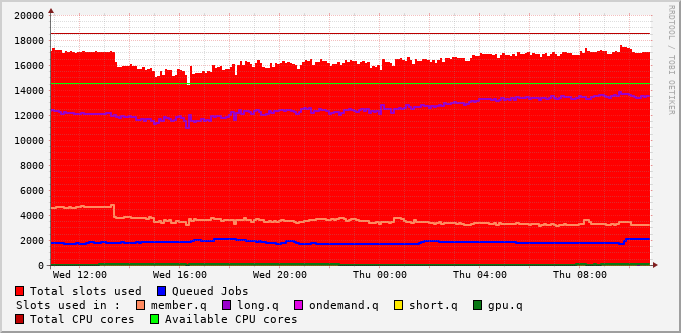 20000
18000
16000
14000
12000
10000
8000
6000
4000
2000
0
Wed 12:00 Wed 16:00 Wed 20:00 Thu 00:00 Thu 04:00 Thu 08:00
RRDTOOL / TOBI OETIKER
Total slots used Queued Jobs
Slots used in : member.q long.q ondemand.q short.q gpu.q
Total CPU cores Available CPU cores